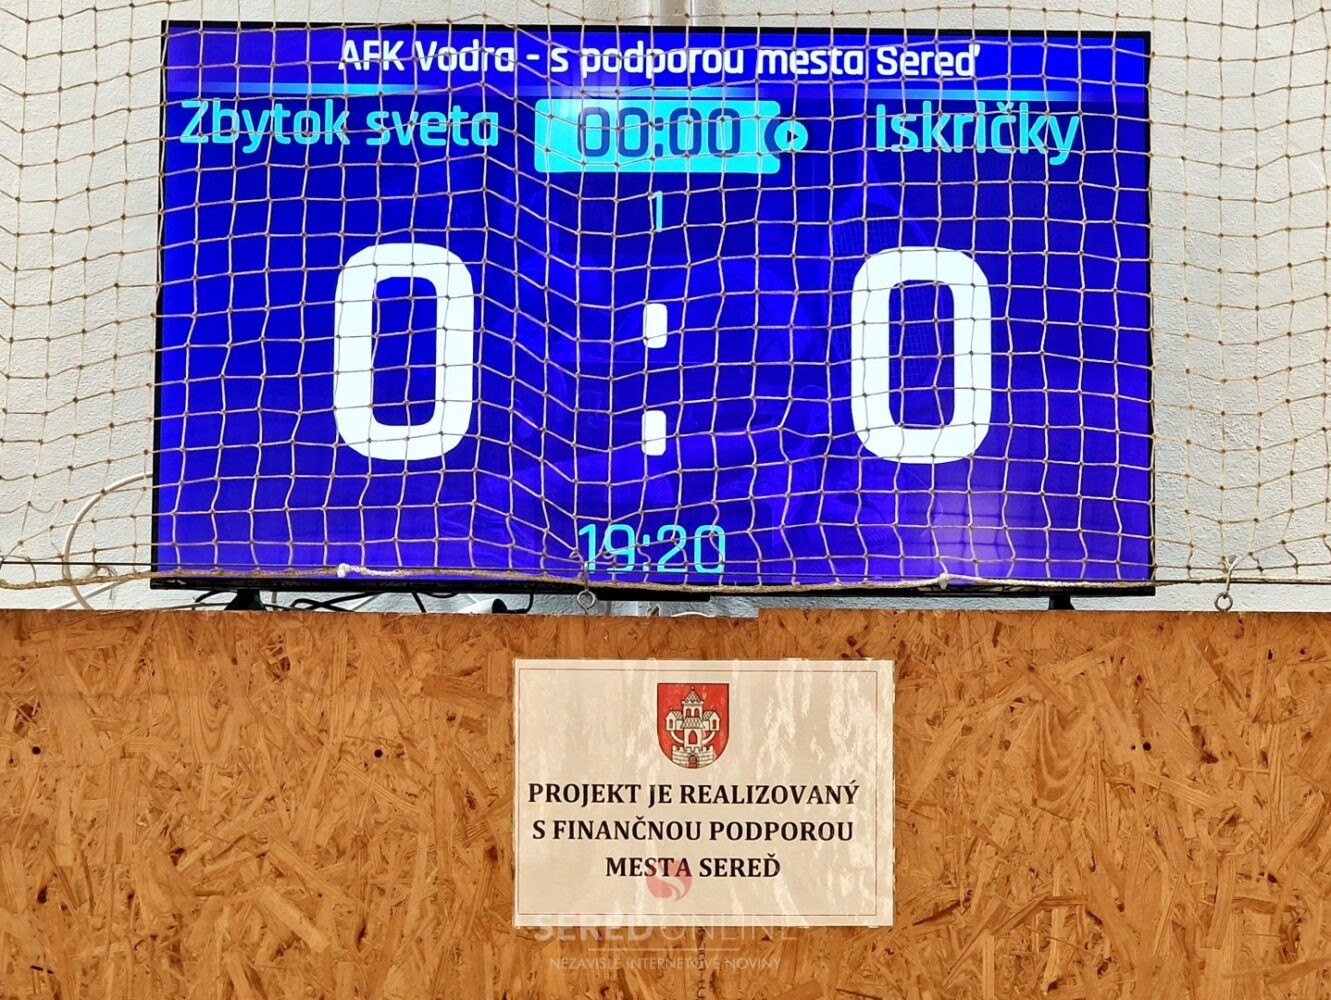 AFK Vodra - s podporou mesta Sereď
Zbytok sveta 00:00 Iskričky
1
0 : 0
19:20
PROJEKT JE REALIZOVANÝ
S FINANČNOU PODPOROU
MESTA SEREĎ
SEREDONLINE
NEZÁVISLÉ INTERNETOVÉ NOVINY